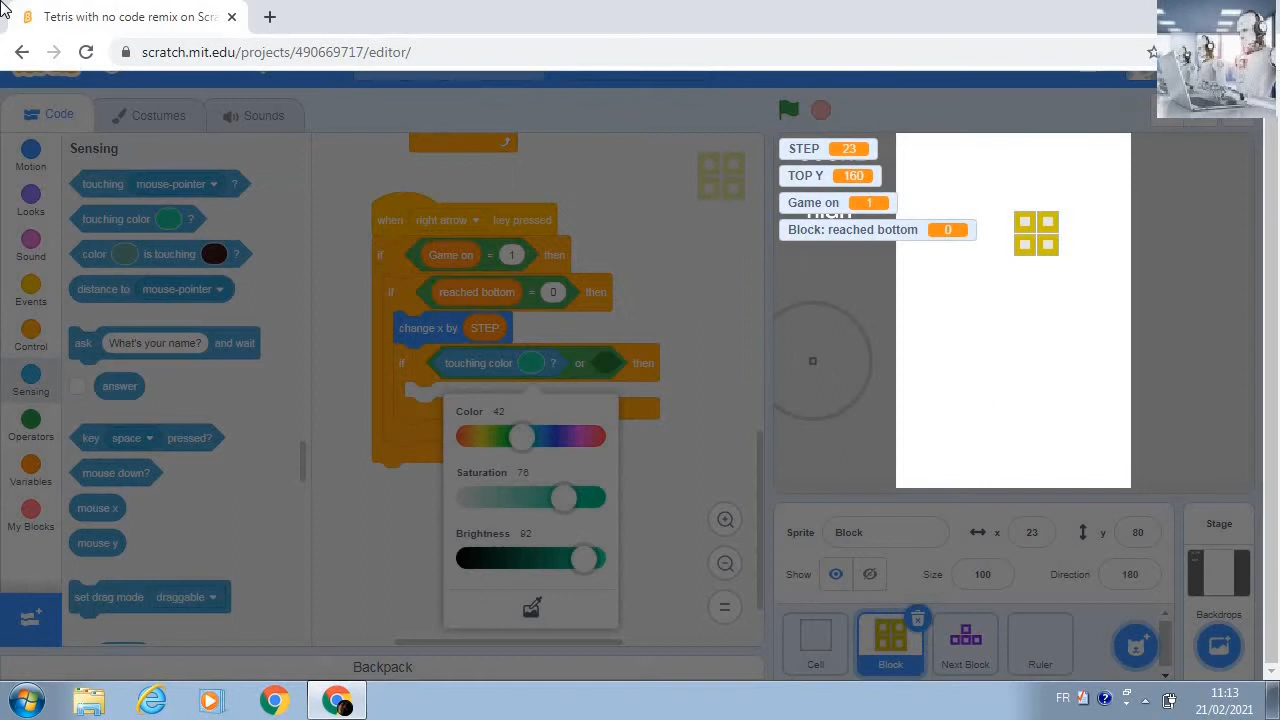 Tetris with no code remix on Scra
scratch.mit.edu/projects/490669717/editor/
Code
Costumes
Sounds
Motion
Looks
Sound
Events
Control
Sensing
Operators
Variables
My Blocks
Sensing
touching mouse-pointer ?
touching color ?
color is touching ?
distance to mouse-pointer
ask What's your name? and wait
answer
key space pressed?
mouse down?
mouse x
mouse y
set drag mode draggable
when right arrow key pressed
if Game on = 1 then
if reached bottom = 0 then
change x by STEP
if touching color ? or then
Color 42
Saturation 76
Brightness 92
Backpack
STEP 23
TOP Y 160
Game on 1
Block: reached bottom 0
Sprite Block x 23 y 80
Show Size 100 Direction 180
Cell
Block
Next Block
Ruler
Stage
Backdrops
FR
11:13
21/02/2021